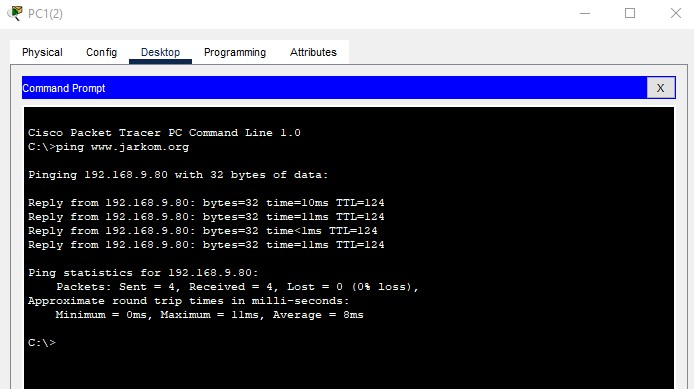 PC1(2)
Physical Config Desktop Programming Attributes
Command Prompt X
Cisco Packet Tracer PC Command Line 1.0
C:\>ping www.jarkom.org
Pinging 192.168.9.80 with 32 bytes of data:
Reply from 192.168.9.80: bytes=32 time=10ms TTL=124
Reply from 192.168.9.80: bytes=32 time=11ms TTL=124
Reply from 192.168.9.80: bytes=32 time<1ms TTL=124
Reply from 192.168.9.80: bytes=32 time=11ms TTL=124
Ping statistics for 192.168.9.80:
Packets: Sent = 4, Received = 4, Lost = 0 (0% loss),
Approximate round trip times in milli-seconds:
Minimum = 0ms, Maximum = 11ms, Average = 8ms
C:\>